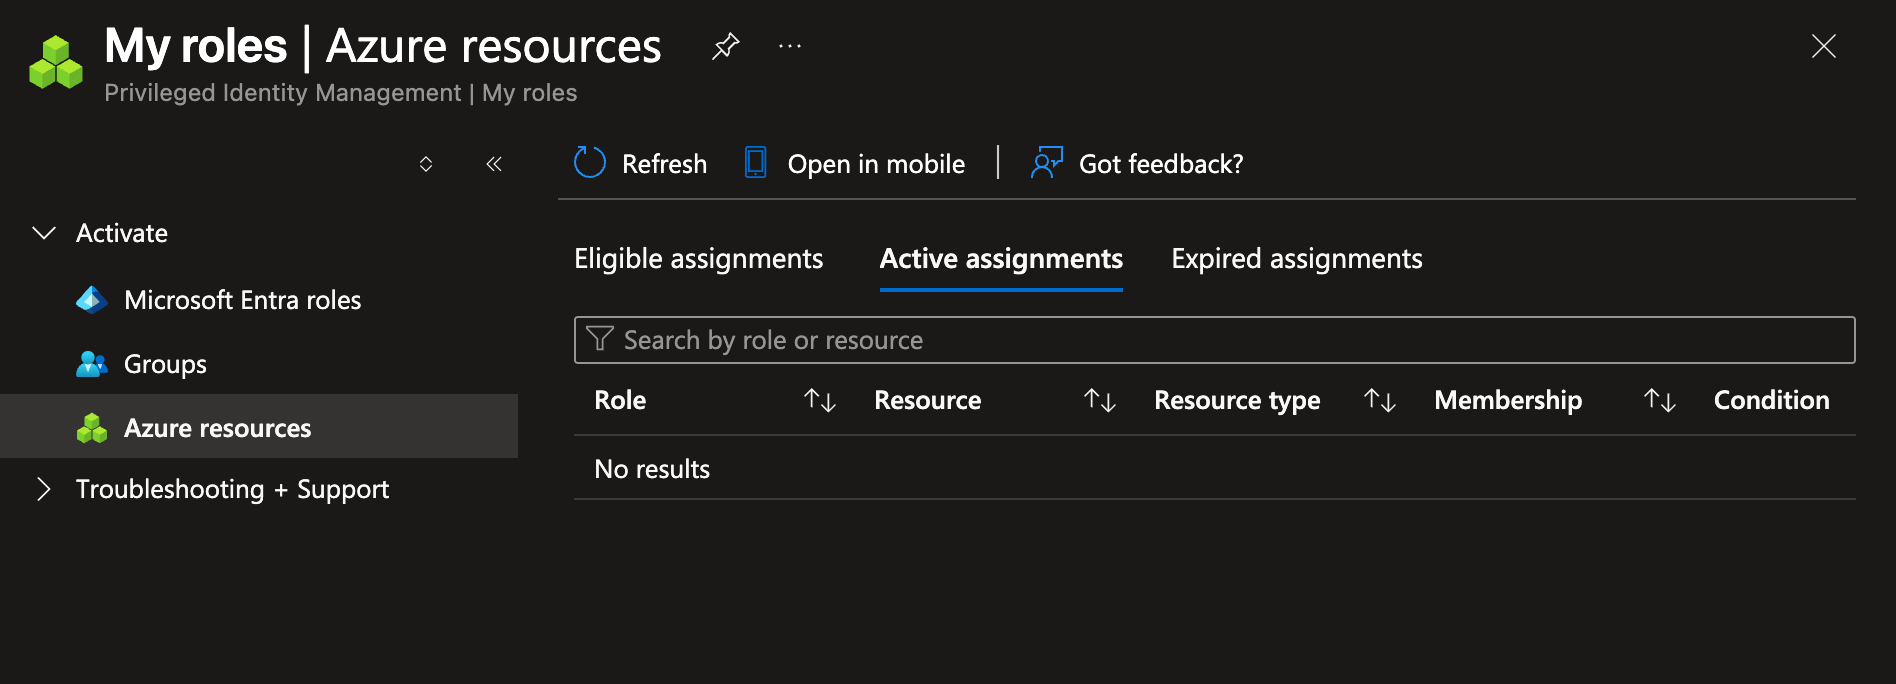 My roles | Azure resources
Privileged Identity Management | My roles
Refresh
Open in mobile
Got feedback?
Activate
Microsoft Entra roles
Groups
Azure resources
Troubleshooting + Support
Eligible assignments
Active assignments
Expired assignments
Search by role or resource
Role
Resource
Resource type
Membership
Condition
No results